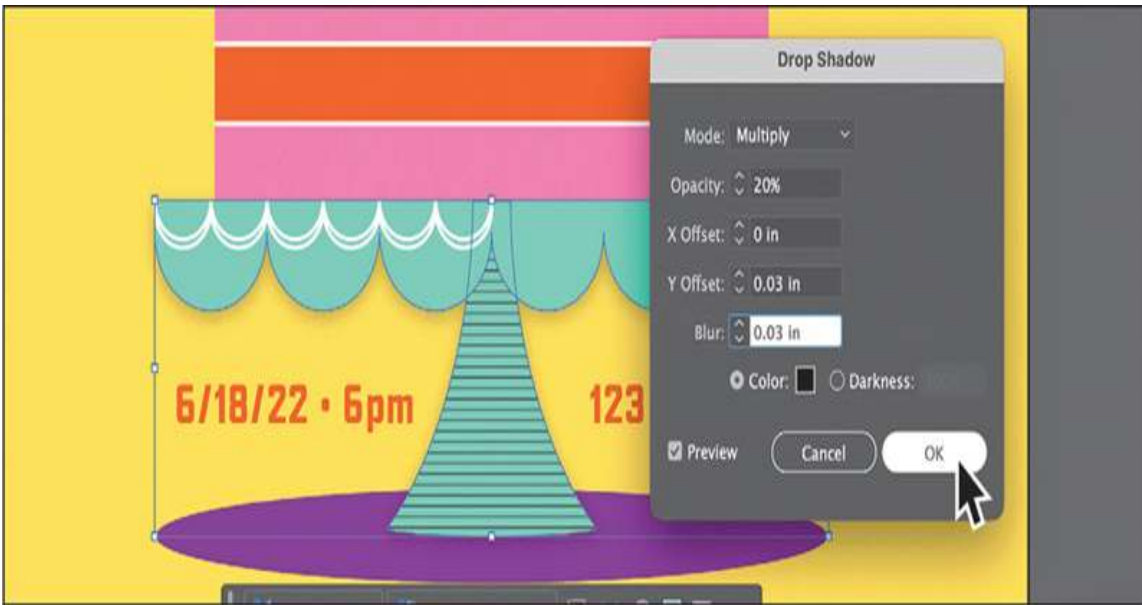 Drop Shadow
Mode: Multiply
Opacity: 20%
X Offset: 0 in
Y Offset: 0.03 in
Blur: 0.03 in
Color: Darkness:
6/18/22 • 6pm
123
Preview Cancel OK